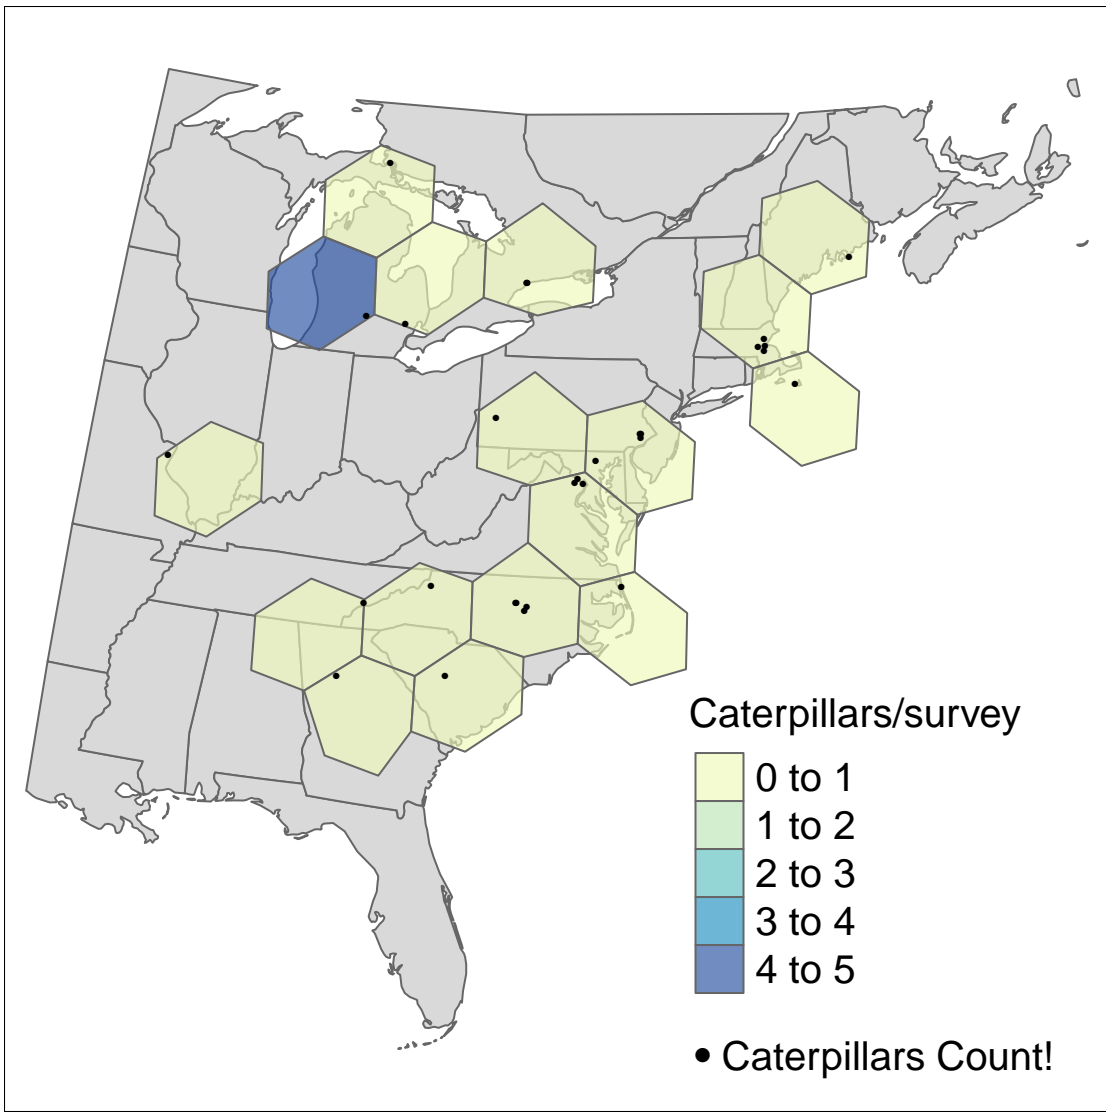 Caterpillars/survey
0 to 1
1 to 2
2 to 3
3 to 4
4 to 5
Caterpillars Count!